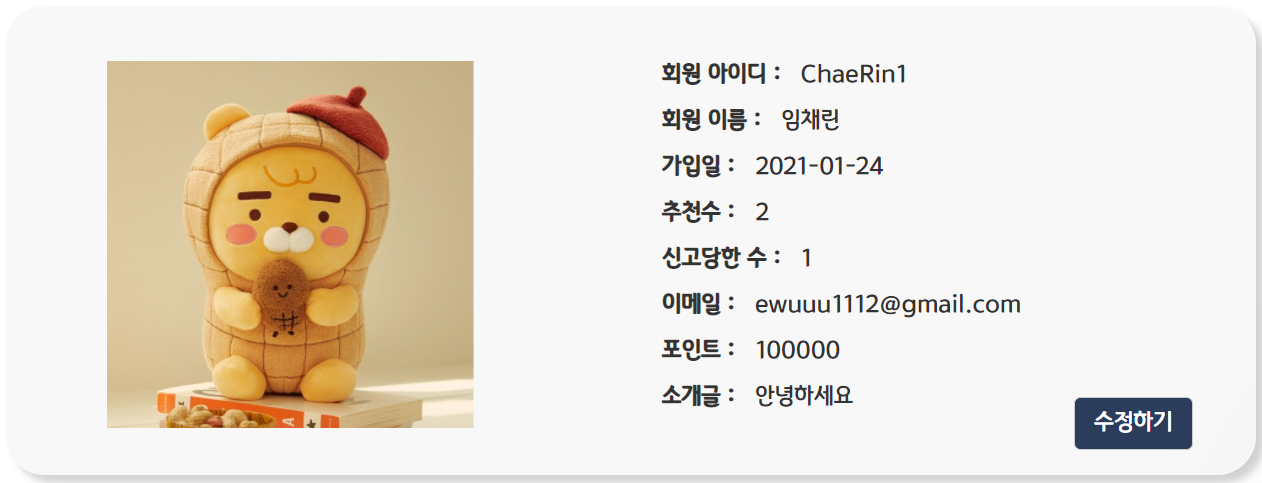 회원 아이디 : ChaeRin1
회원 이름 : 임채린
가입일 : 2021-01-24
추천수 : 2
신고당한 수 : 1
이메일 : ewuuu1112@gmail.com
포인트 : 100000
소개글 : 안녕하세요
수정하기